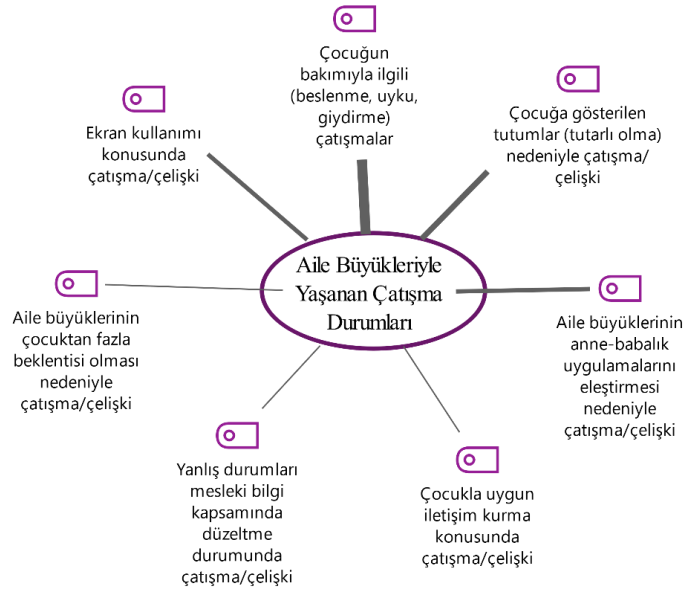 Çocuğun
bakımıyla ilgili
(beslenme, uyku,
giydirme)
çatışmalar
Ekran kullanımı
konusunda
çatışma/çelişki
Çocuğa gösterilen
tutumlar (tutarlı olma)
nedeniyle çatışma/
çelişki
Aile Büyükleriyle
Yaşanan Çatışma
Durumları
Aile büyüklerinin
çocuktan fazla
beklentisi olması
nedeniyle
çatışma/çelişki
Aile büyüklerinin
anne-babalık
uygulamalarını
eleştirmesi
nedeniyle
çatışma/çelişki
Yanlış durumları
mesleki bilgi
kapsamında
düzeltme
durumunda
çatışma/çelişki
Çocukla uygun
iletişim kurma
konusunda
çatışma/çelişki